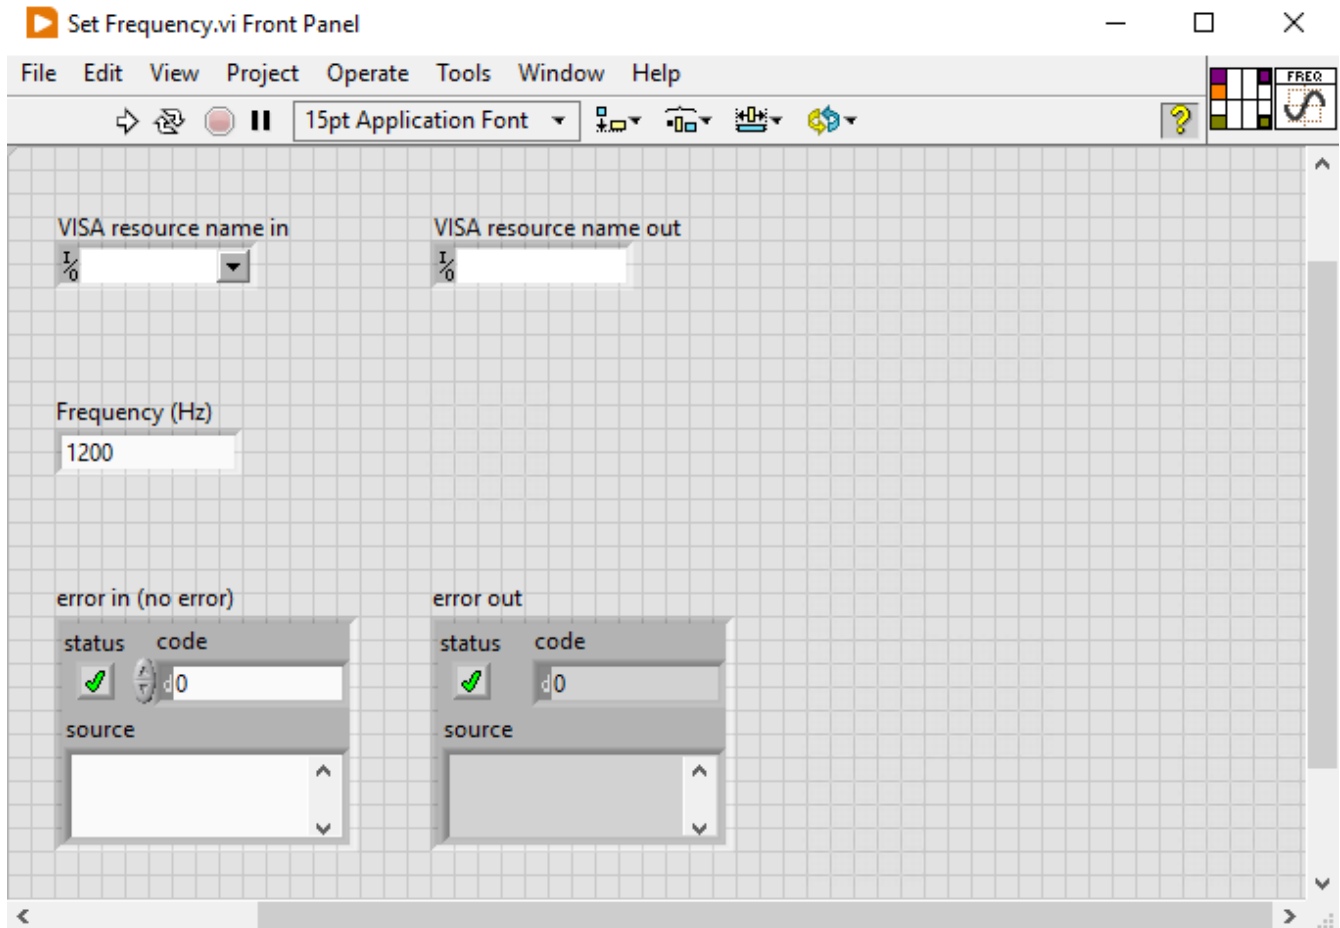 Set Frequency.vi Front Panel
File Edit View Project Operate Tools Window Help
15pt Application Font
?
FREQ
VISA resource name in
VISA resource name out
I/O
I/O
Frequency (Hz)
1200
error in (no error)
error out
status code
status code
d0
d0
source
source